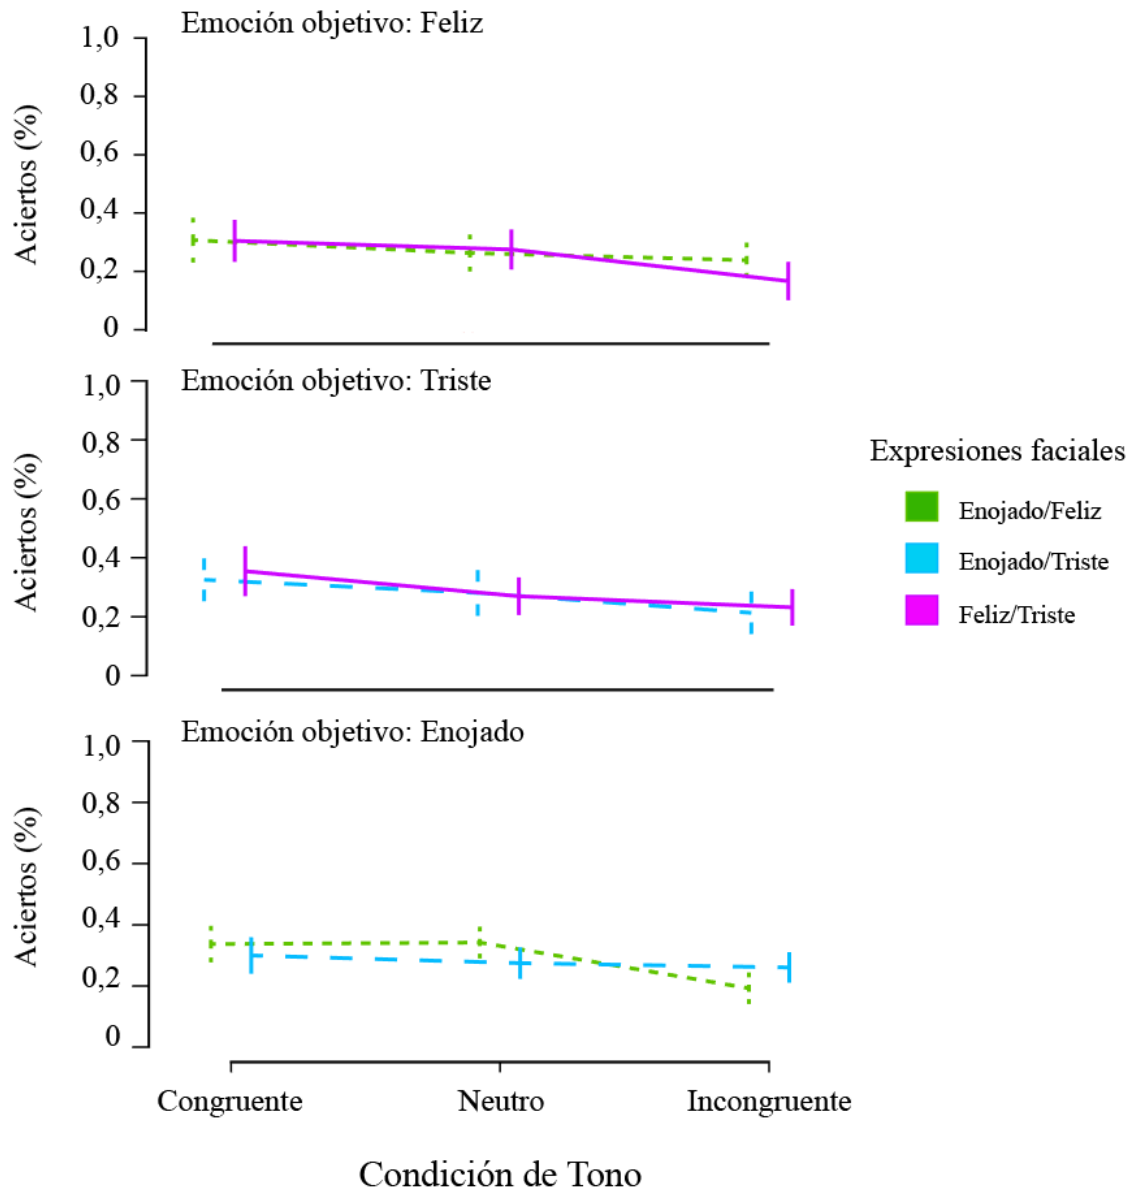 Emoción objetivo: Feliz
Aciertos (%)
1,0
0,8
0,6
0,4
0,2
0
Emoción objetivo: Triste
Aciertos (%)
1,0
0,8
0,6
0,4
0,2
0
Expresiones faciales
Enojado/Feliz
Enojado/Triste
Feliz/Triste
Emoción objetivo: Enojado
Aciertos (%)
1,0
0,8
0,6
0,4
0,2
0
Congruente Neutro Incongruente
Condición de Tono